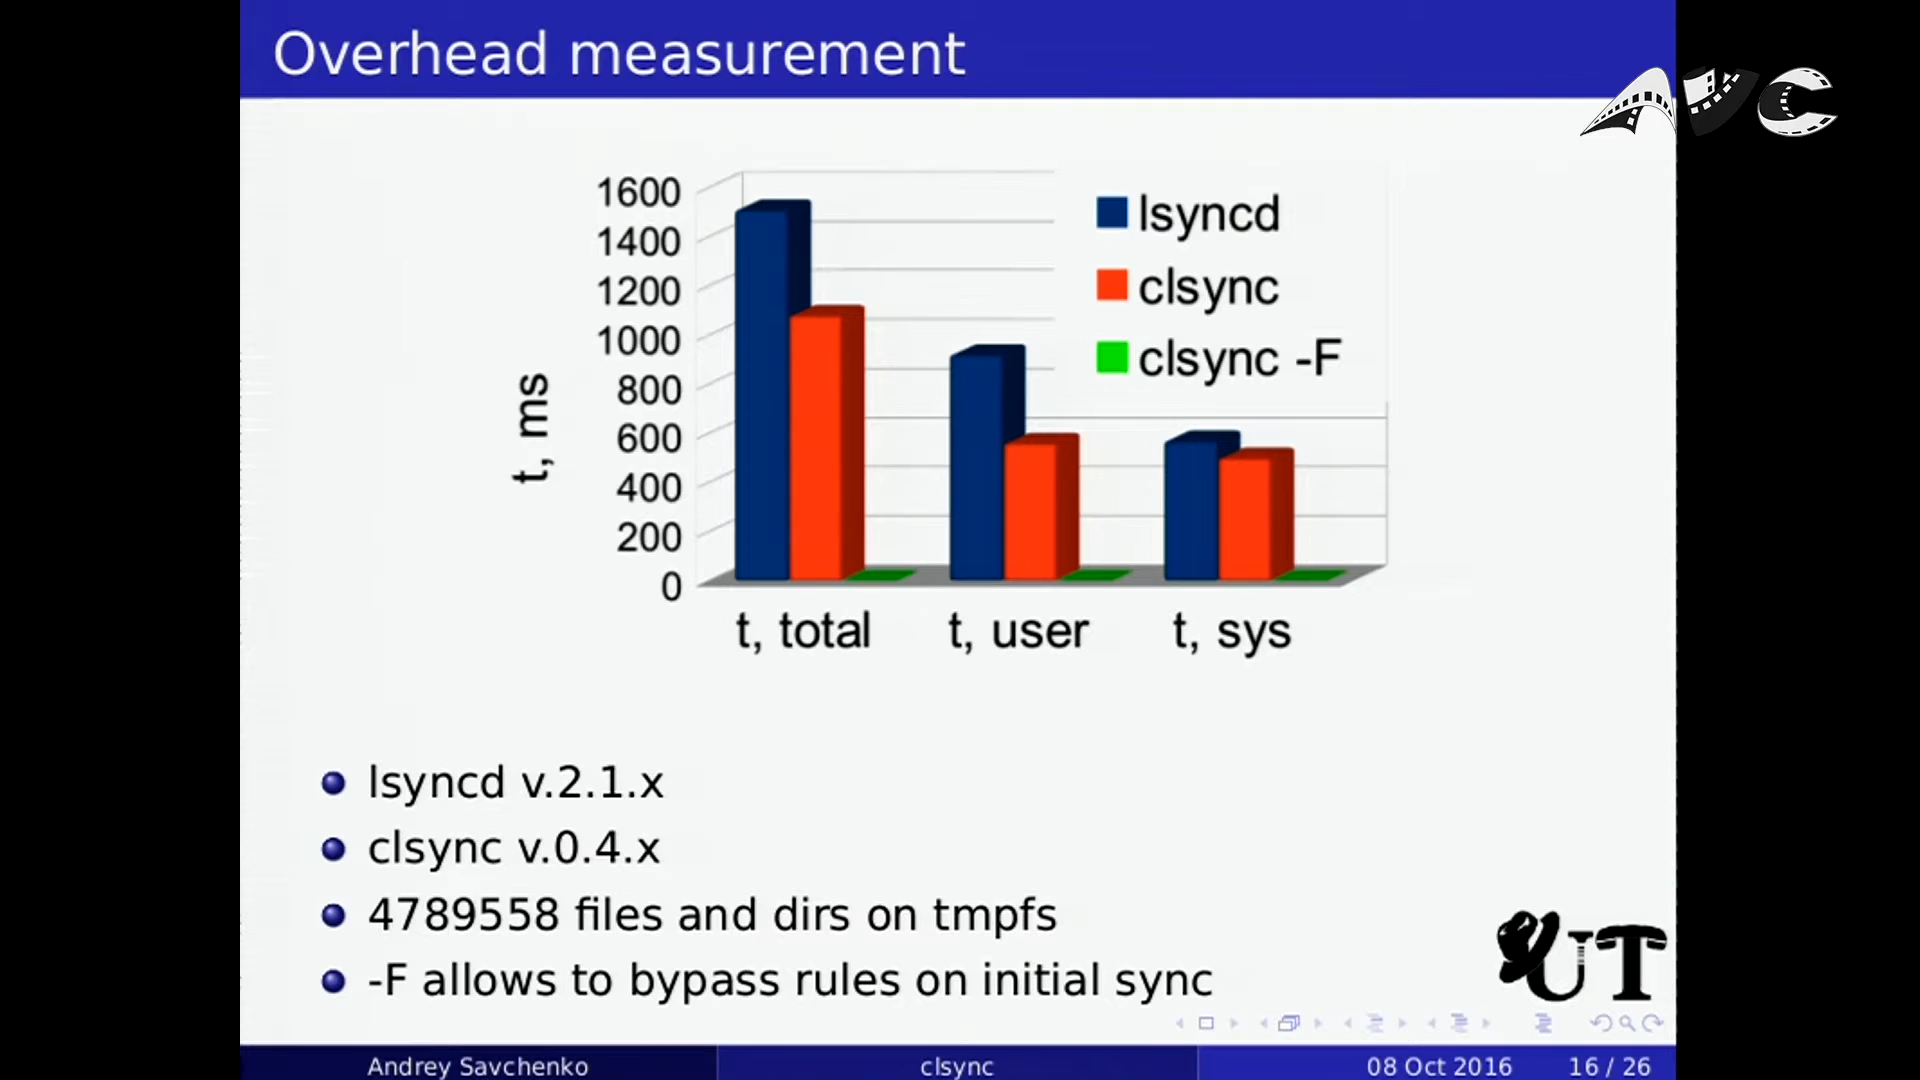 Overhead measurement
AVC
1600
1400
1200
1000
800
600
400
200
0
t, ms
lsyncd
clsync
clsync -F
t, total
t, user
t, sys
lsyncd v.2.1.x
clsync v.0.4.x
4789558 files and dirs on tmpfs
-F allows to bypass rules on initial sync
UT
Andrey Savchenko
clsync
08 Oct 2016
16 / 26